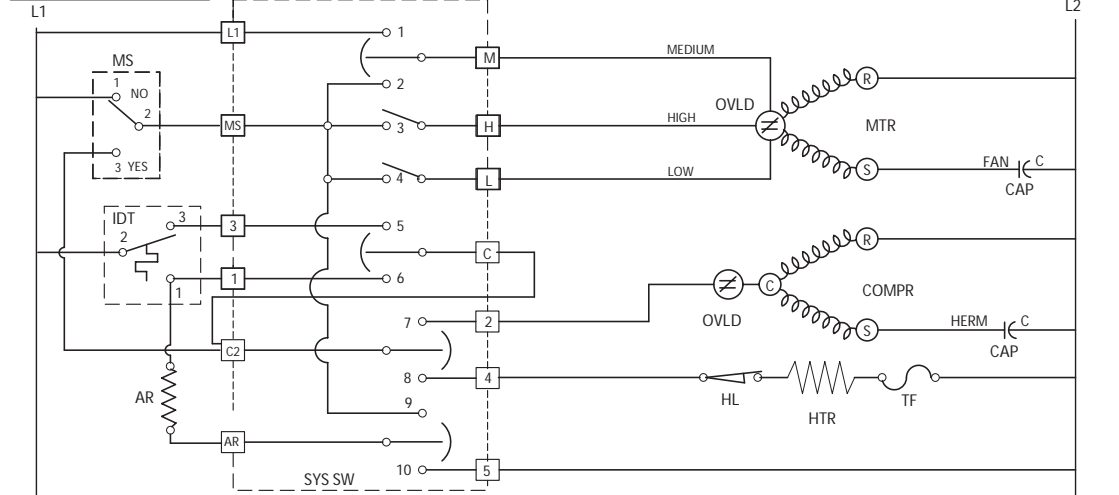 L1
L2
L1
1
M
MEDIUM
MS
1
NO
2
2
R
OVLD
MS
3
H
HIGH
MTR
3
YES
4
L
LOW
S
FAN
C
CAP
IDT
3
2
3
5
R
C
1
1
6
C
COMPR
OVLD
7
2
S
HERM
C
CAP
C2
8
4
HL
HTR
TF
AR
9
AR
10
5
SYS SW